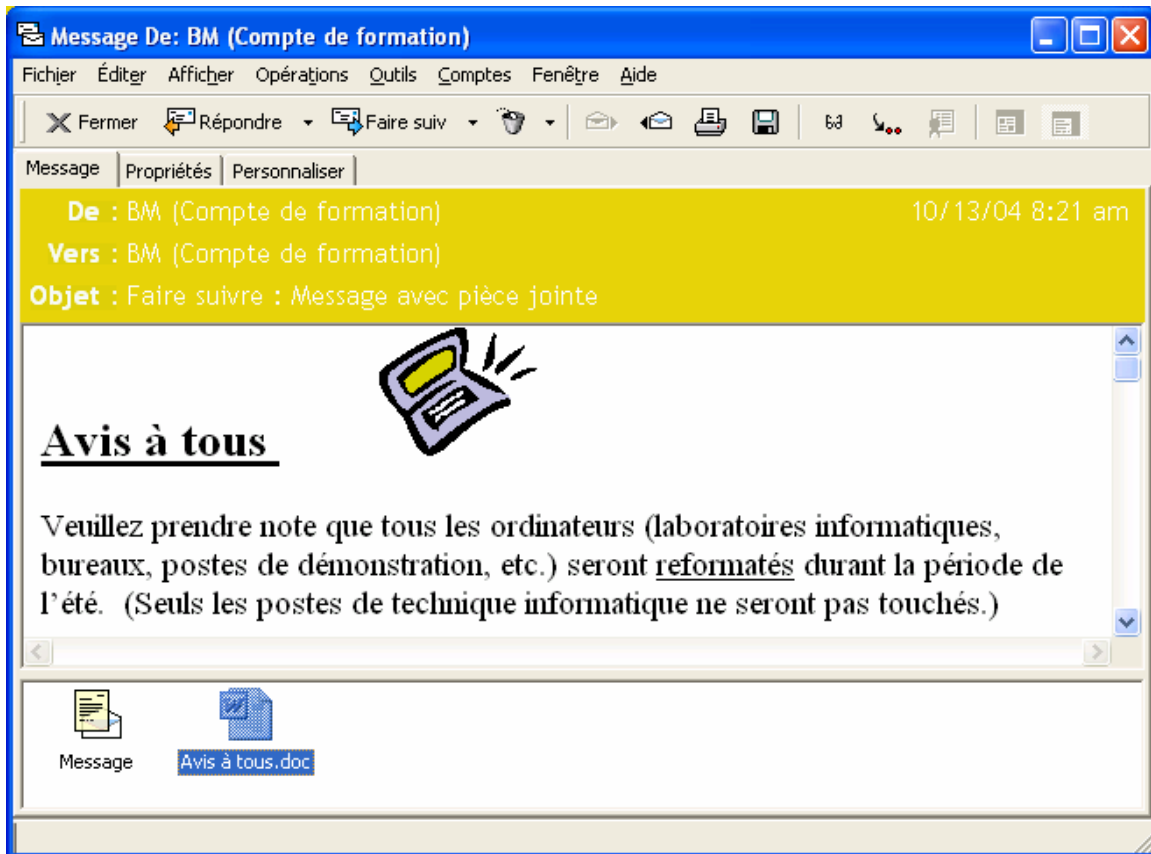 Message De: BM (Compte de formation)
Fichier Éditer Afficher Opérations Outils Comptes Fenêtre Aide
Fermer Répondre Faire suiv
Message Propriétés Personnaliser
De : BM (Compte de formation) 10/13/04 8:21 am
Vers : BM (Compte de formation)
Objet : Faire suivre : Message avec pièce jointe
Avis à tous
Veuillez prendre note que tous les ordinateurs (laboratoires informatiques,
bureaux, postes de démonstration, etc.) seront reformatés durant la période de
l’été. (Seuls les postes de technique informatique ne seront pas touchés.)
Message Avis à tous.doc